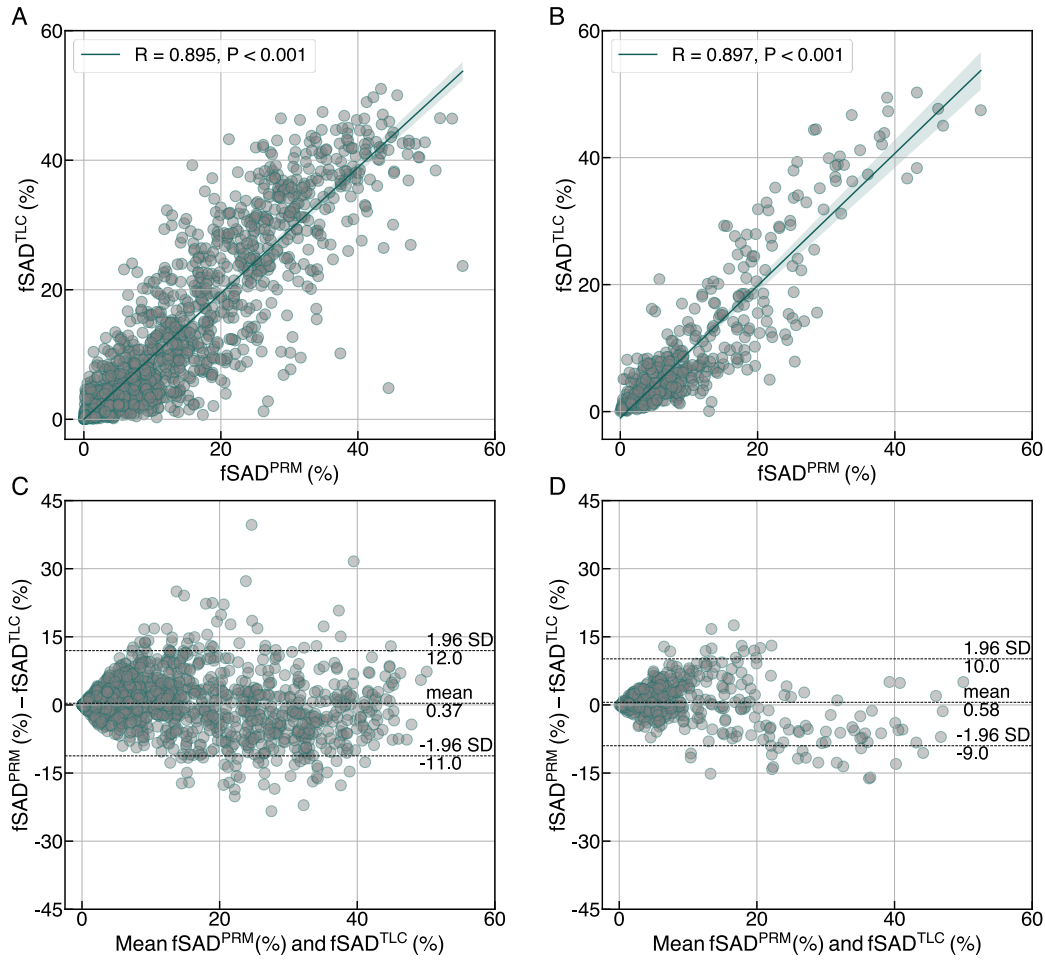 A
B
R = 0.895, P < 0.001
R = 0.897, P < 0.001
60
40
20
0
fSAD^TLC (%)
0
20
40
60
fSAD^PRM (%)
60
40
20
0
fSAD^TLC (%)
0
20
40
60
fSAD^PRM (%)
C
D
45
30
15
0
-15
-30
-45
fSAD^PRM (%) − fSAD^TLC (%)
1.96 SD
12.0
mean
0.37
-1.96 SD
-11.0
0
20
40
60
Mean fSAD^PRM(%) and fSAD^TLC (%)
45
30
15
0
-15
-30
-45
fSAD^PRM (%) − fSAD^TLC (%)
1.96 SD
10.0
mean
0.58
-1.96 SD
-9.0
0
20
40
60
Mean fSAD^PRM(%) and fSAD^TLC (%)